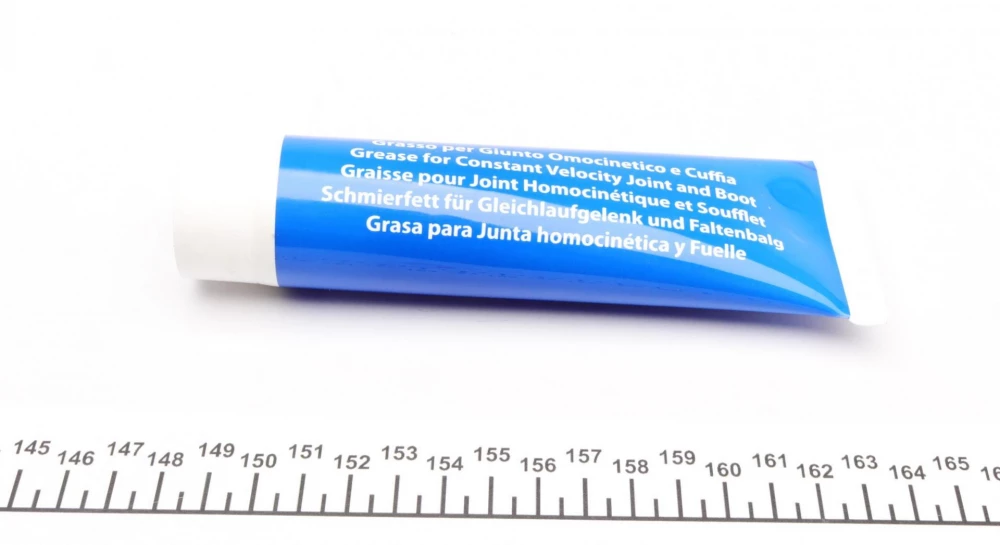 Grasso per Giunto Omocinetico e Cuffia
Grease for Constant Velocity Joint and Boot
Graisse pour Joint Homocinétique et Soufflet
Schmierfett für Gleichlaufgelenk und Faltenbalg
Grasa para Junta homocinética y Fuelle
145 146 147 148 149 150 151 152 153 154 155 156 157 158 159 160 161 162 163 164 165